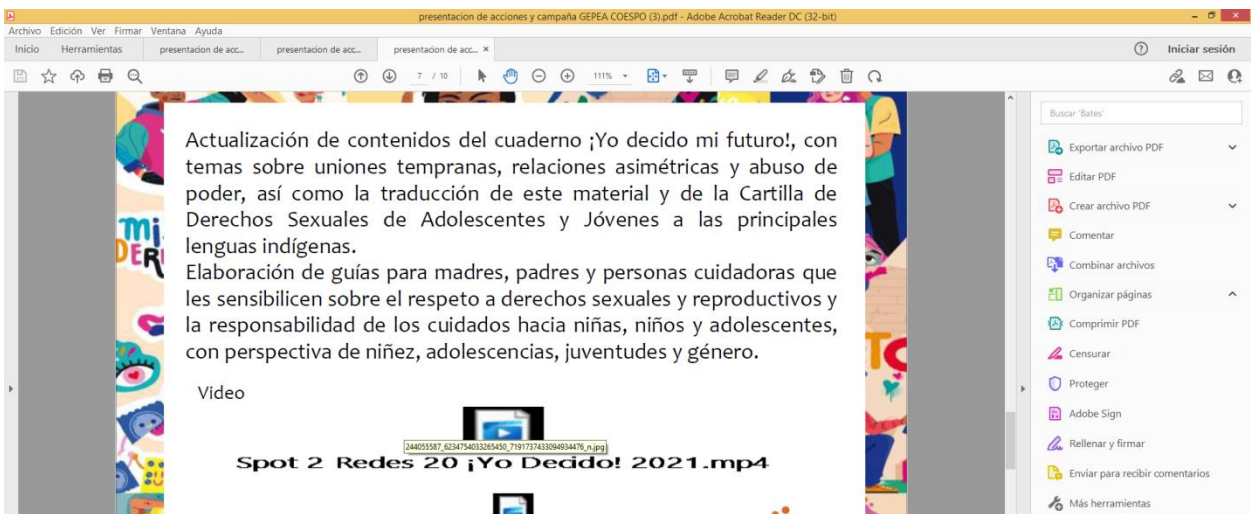 presentacion de acciones y campaña GEPEA COESPO (3).pdf - Adobe Acrobat Reader DC (32-bit)
Archivo Edición Ver Firmar Ventana Ayuda
Inicio Herramientas presentacion de acc... presentacion de acc... presentacion de acc... × Iniciar sesión
7 / 10 111%
Actualización de contenidos del cuaderno ¡Yo decido mi futuro!, con
temas sobre uniones tempranas, relaciones asimétricas y abuso de
poder, así como la traducción de este material y de la Cartilla de
Derechos Sexuales de Adolescentes y Jóvenes a las principales
lenguas indígenas.
Elaboración de guías para madres, padres y personas cuidadoras que
les sensibilicen sobre el respeto a derechos sexuales y reproductivos y
la responsabilidad de los cuidados hacia niñas, niños y adolescentes,
con perspectiva de niñez, adolescencias, juventudes y género.
Video
244055587_6234754033265450_7191737433094934476_n.jpg
Spot 2 Redes 20 ¡Yo Decido! 2021.mp4
Buscar 'Bates'
Exportar archivo PDF
Editar PDF
Crear archivo PDF
Comentar
Combinar archivos
Organizar páginas
Comprimir PDF
Censurar
Proteger
Adobe Sign
Rellenar y firmar
Enviar para recibir comentarios
Más herramientas